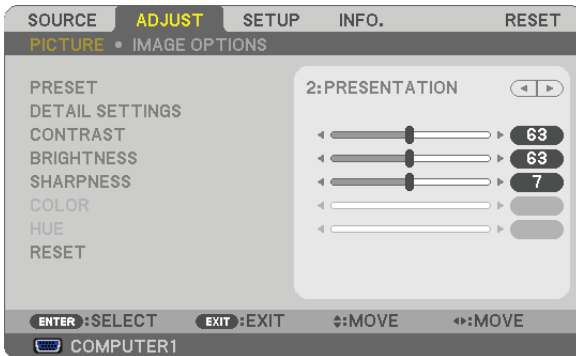 SOURCE ADJUST SETUP INFO. RESET
PICTURE • IMAGE OPTIONS
PRESET 2:PRESENTATION
DETAIL SETTINGS
CONTRAST 63
BRIGHTNESS 63
SHARPNESS 7
COLOR
HUE
RESET
ENTER :SELECT EXIT :EXIT :MOVE :MOVE
COMPUTER1